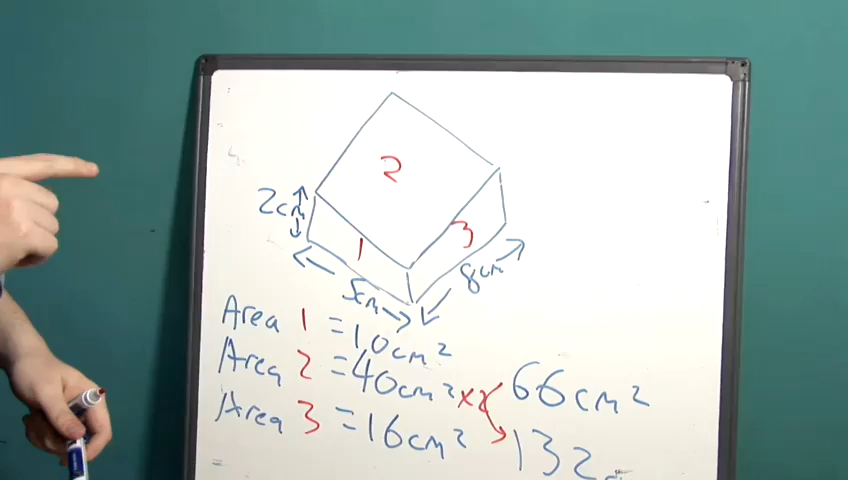 2
2cm
1
3
5cm
8cm
Area 1 = 10cm²
Area 2 = 40cm² x2 66cm²
Area 3 = 16cm² 132